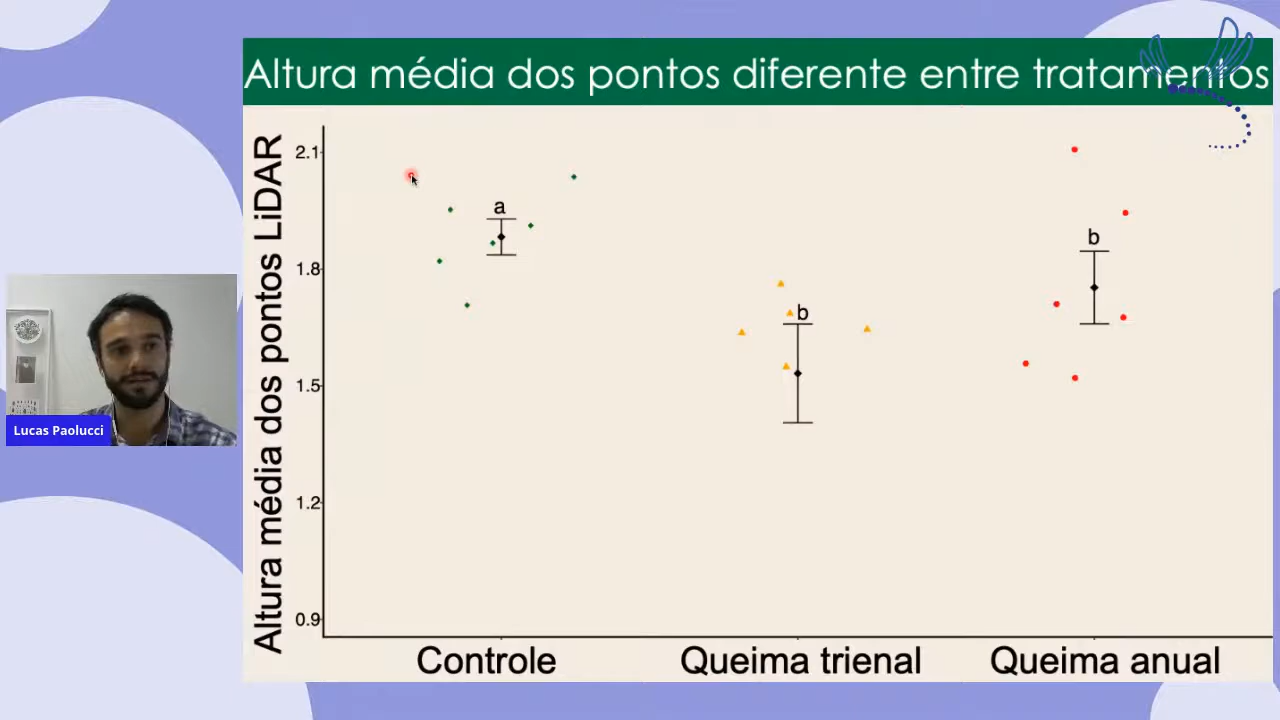 Altura média dos pontos diferente entre tratamentos
Altura média dos pontos LiDAR
2.1
1.8
1.5
1.2
0.9
a
b
b
Controle
Queima trienal
Queima anual
Lucas Paolucci